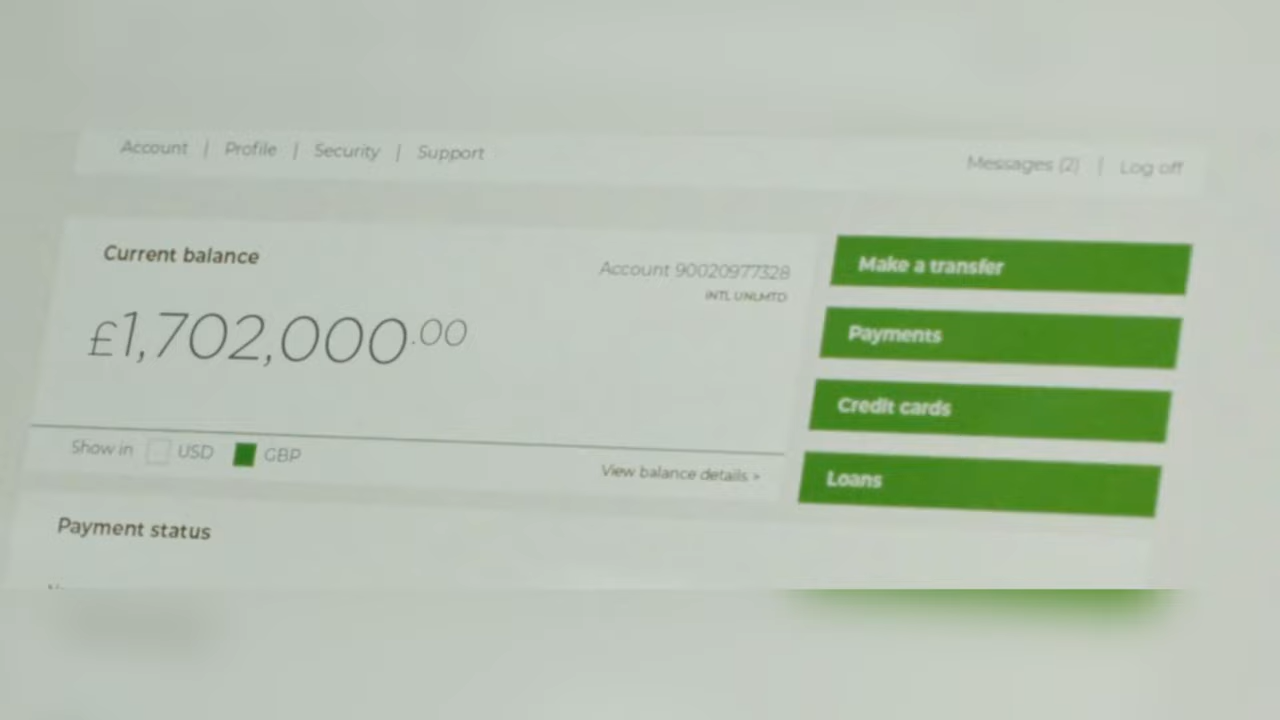 Account | Profile | Security | Support
Messages (2) | Log off
Current balance
Account 90020977328
INTL UNLMTD
£1,702,000.00
Show in USD GBP
View balance details >
Payment status
Make a transfer
Payments
Credit cards
Loans